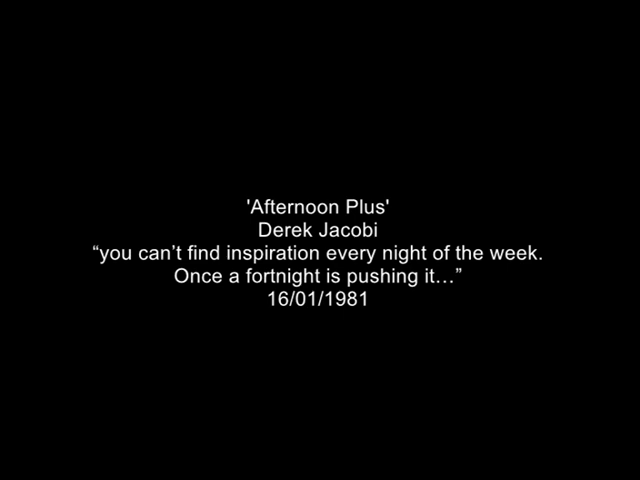 'Afternoon Plus'
Derek Jacobi
“you can’t find inspiration every night of the week.
Once a fortnight is pushing it…”
16/01/1981